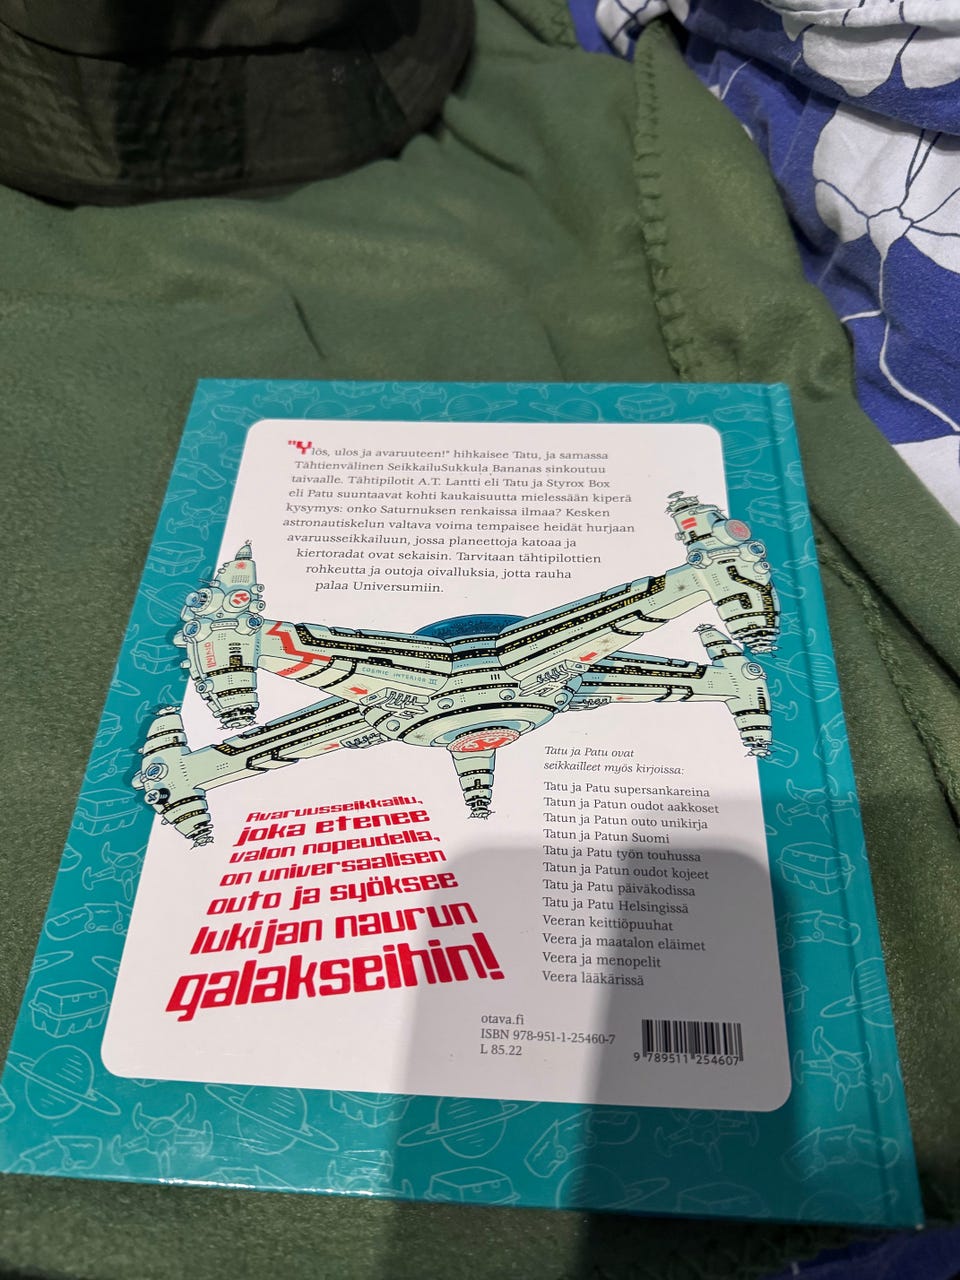 "Ylös, ulos ja avaruuteen!" hihkaisee Tatu, ja samassa
Tähtienvälinen SeikkailuSukkula Bananas sinkoutuu
taivaalle. Tähtipilotit A.T. Lantti eli Tatu ja Styrox Box
eli Patu suuntaavat kohti kaukaisuutta mielessään kiperä
kysymys: onko Saturnuksen renkaissa ilmaa? Kesken
astronautiskelun valtava voima tempaisee heidät hurjaan
avaruusseikkailuun, jossa planeettoja katoaa ja
kiertoradat ovat sekaisin. Tarvitaan tähtipilottien
rohkeutta ja outoja oivalluksia, jotta rauha
palaa Universumiin.
COSMIC INTERIOR III
Tatu ja Patu ovat
seikkailleet myös kirjoissa:
Tatu ja Patu supersankareina
Tatun ja Patun oudot aakkoset
Tatun ja Patun outo unikirja
Tatun ja Patun Suomi
Tatu ja Patu työn touhussa
Tatun ja Patun oudot kojeet
Tatu ja Patu päiväkodissa
Tatu ja Patu Helsingissä
Veeran keittiöpuuhat
Veera ja maatalon eläimet
Veera ja menopelit
Veera lääkärissä
Avaruusseikkailu,
joka etenee
valon nopeudella,
on universaalisen
outo ja syöksee
lukijan naurun
galakseihin!
otava.fi
ISBN 978-951-1-25460-7
L 85.22
9 789511 254607